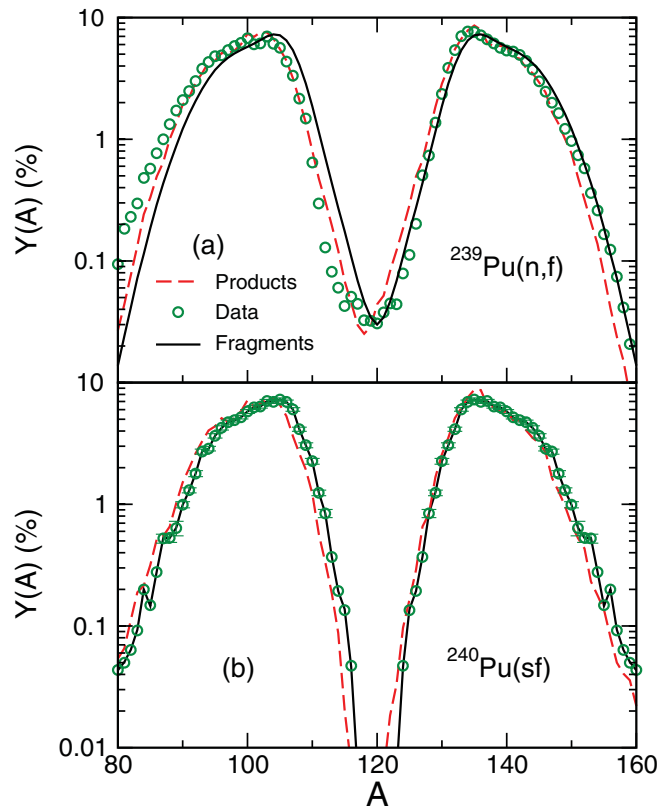 10
1
0.1
Y(A) (%)
(a)
²³⁹Pu(n,f)
Products
Data
Fragments
10
1
0.1
0.01
Y(A) (%)
(b)
²⁴⁰Pu(sf)
80 100 120 140 160
A